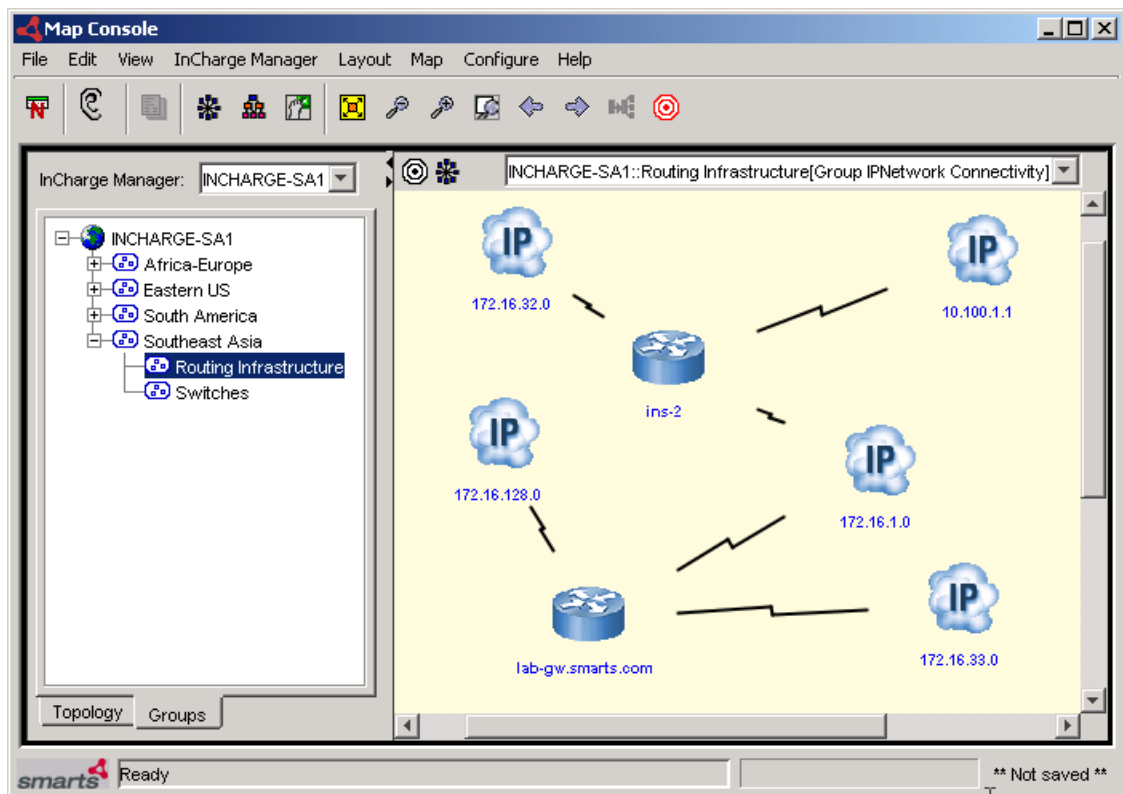 Map Console
File Edit View InCharge Manager Layout Map Configure Help
N
InCharge Manager: INCHARGE-SA1
INCHARGE-SA1::Routing Infrastructure[Group IPNetwork Connectivity]
INCHARGE-SA1
Africa-Europe
Eastern US
South America
Southeast Asia
Routing Infrastructure
Switches
Topology
Groups
IP
172.16.32.0
IP
10.100.1.1
ins-2
IP
172.16.128.0
IP
172.16.1.0
lab-gw.smarts.com
IP
172.16.33.0
smarts
Ready
** Not saved **